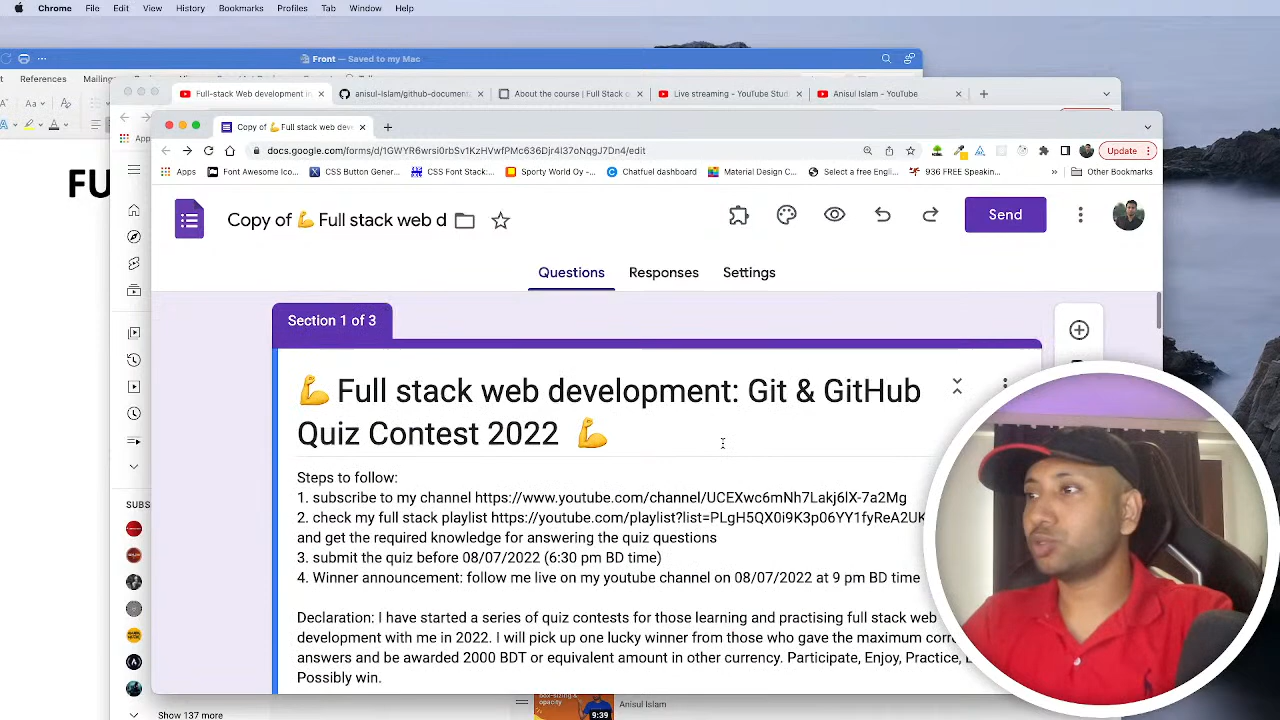 Chrome File Edit View History Bookmarks Profiles Tab Window Help
Front — Saved to my Mac
References Mailin
Aa
FU
Full-stack Web development in
anisul-Islam/github-documenta
About the course | Full Stack o
Live streaming - YouTube Stud
Anisul Islam - YouTube
App
Copy of 💪 Full stack web dev
docs.google.com/forms/d/1GWYR6wrsi0rbSv1KzHVwfPMc636Djr4I37oNqgJ7Dn4/edit
Update
Apps Font Awesome Ico... CSS Button Gener... CSS Font Stack:... Sporty World Oy -... Chatfuel dashboard Material Design C... Select a free Engli... 936 FREE Speakin... » Other Bookmarks
Copy of 💪 Full stack web d
Send
Questions Responses Settings
Section 1 of 3
💪 Full stack web development: Git & GitHub
Quiz Contest 2022 💪
Steps to follow:
1. subscribe to my channel https://www.youtube.com/channel/UCEXwc6mNh7Lakj6lX-7a2Mg
2. check my full stack playlist https://youtube.com/playlist?list=PLgH5QX0i9K3p06YY1fyReA2UK
and get the required knowledge for answering the quiz questions
3. submit the quiz before 08/07/2022 (6:30 pm BD time)
4. Winner announcement: follow me live on my youtube channel on 08/07/2022 at 9 pm BD time
Declaration: I have started a series of quiz contests for those learning and practising full stack web
development with me in 2022. I will pick up one lucky winner from those who gave the maximum corre
answers and be awarded 2000 BDT or equivalent amount in other currency. Participate, Enjoy, Practice,
Possibly win.
SUBS
Show 137 more
box-sizing &
opacity
9:39
Anisul Islam